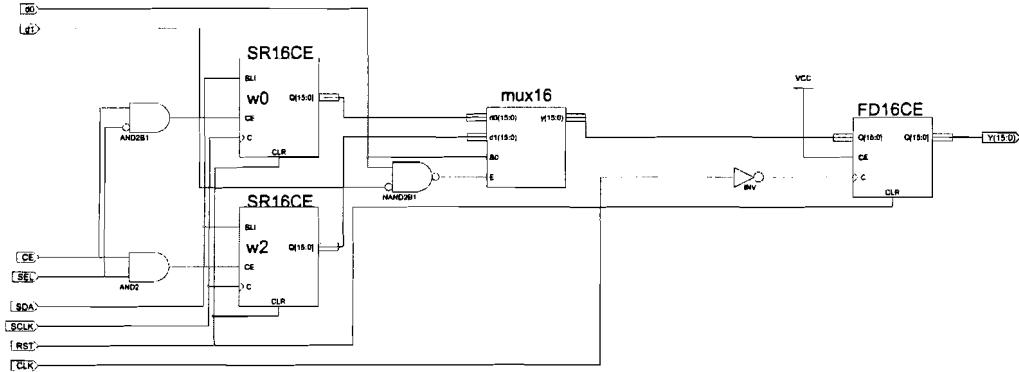 d0
d1
SR16CE
SLI
w0
Q(15:0)
CE
C
CLR
AND2B1
mux16
d0(15:0)
y(15:0)
d1(15:0)
S0
E
NAND2B1
VCC
FD16CE
Q(15:0)
Q(15:0)
Y(15:0)
CE
C
CLR
INV
SR16CE
SLI
w2
Q(15:0)
CE
C
CLR
AND2
CE
SEL
SDA
SCLK
RST
CLK